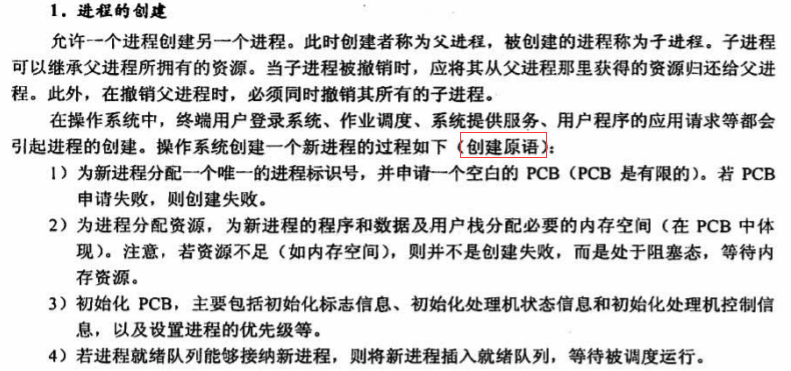 1．进程的创建
允许一个进程创建另一个进程。此时创建者称为父进程，被创建的进程称为子进程。子进程
可以继承父进程所拥有的资源。当子进程被撤销时，应将其从父进程那里获得的资源归还给父进
程。此外，在撤销父进程时，必须同时撤销其所有的子进程。
在操作系统中，终端用户登录系统、作业调度、系统提供服务、用户程序的应用请求等都会
引起进程的创建。操作系统创建一个新进程的过程如下（创建原语）：
1）为新进程分配一个唯一的进程标识号，并申请一个空白的 PCB（PCB 是有限的）。若 PCB
申请失败，则创建失败。
2）为进程分配资源，为新进程的程序和数据及用户栈分配必要的内存空间（在 PCB 中体
现）。注意，若资源不足（如内存空间），则并不是创建失败，而是处于阻塞态，等待内
存资源。
3）初始化 PCB，主要包括初始化标志信息、初始化处理机状态信息和初始化处理机控制信
息，以及设置进程的优先级等。
4）若进程就绪队列能够接纳新进程，则将新进程插入就绪队列，等待被调度运行。